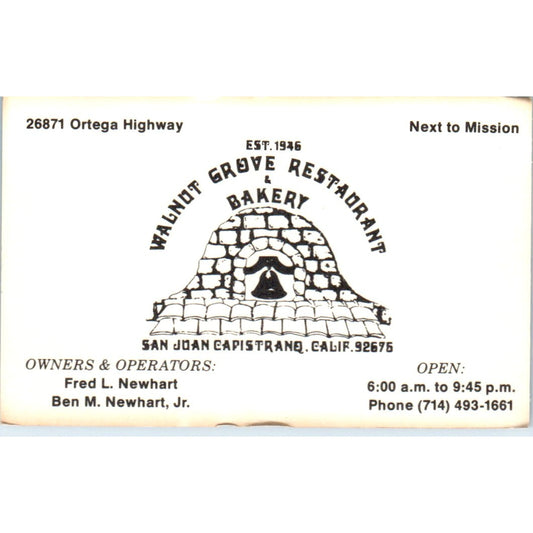 26871 Ortega Highway
Next to Mission
EST. 1946
WALNUT GROVE RESTAURANT
&
BAKERY
SAN JUAN CAPISTRANO, CALIF. 92675
OWNERS & OPERATORS:
Fred L. Newhart
Ben M. Newhart, Jr.
OPEN:
6:00 a.m. to 9:45 p.m.
Phone (714) 493-1661